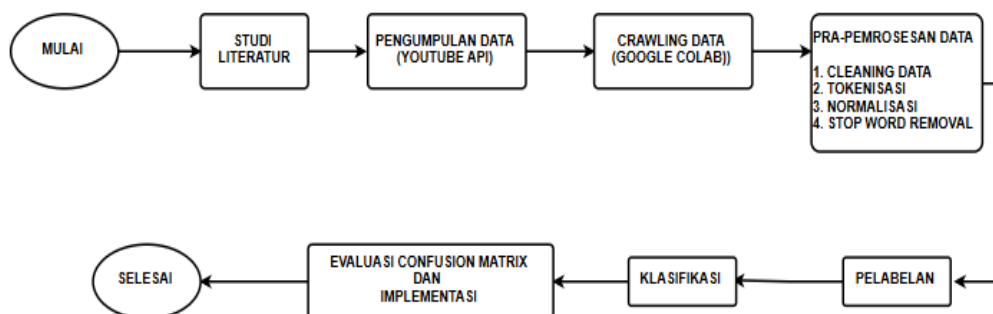 MULAI
STUDI
LITERATUR
PENGUMPULAN DATA
(YOUTUBE API)
CRAWLING DATA
(GOOGLE COLAB))
PRA-PEMROSESAN DATA
1. CLEANING DATA
2. TOKENISASI
3. NORMALISASI
4. STOP WORD REMOVAL
PELABELAN
KLASIFIKASI
EVALUASI CONFUSION MATRIX
DAN
IMPLEMENTASI
SELESAI